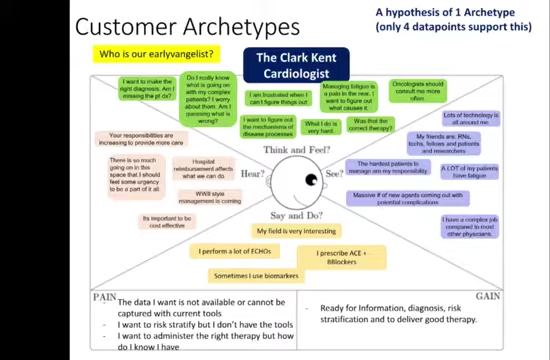 Customer Archetypes
A hypothesis of 1 Archetype
(only 4 datapoints support this)
Who is our earlyvangelist?
The Clark Kent
Cardiologist
I want to make the
right diagnosis. Am I
missing the pt dx?
Do I really know
what is going on
with my complex
patients? I worry
about them. Am I
missing what is
wrong?
I am frustrated when I
can't figure things out
Managing fatigue is
a pain in the rear. I
want to figure out
what causes it
Oncologists should
consult me more
often.
I want to figure out
the mechanisms of
disease processes
What I do is
very hard.
Was that the
correct therapy?
Lots of technology is
all around me.
My friends are: RNs,
techs, fellows and patients
and researchers
Your responsibilities are
increasing to provide more care
Think and Feel?
There is so much
going on in this
space that I should
feel some urgency
to be a part of it all
Hospital
reimbursement affects
what we can do
Hear?
See?
The hardest patients to
manage are my responsibility
A LOT of my patients
have fatigue
WWII style
management is coming
Massive # of new agents coming out with
potential complications
Its important to be
cost effective
Say and Do?
I have a complex job
compared to most
other physicians.
My field is very interesting
I perform a lot of ECHOs
I prescribe ACE +
BBlockers
Sometimes I use biomarkers
PAIN
GAIN
- The data I want is not available or cannot be
captured with current tools
- I want to risk stratify but I don't have the tools
- I want to administer the right therapy but how
do I know I have
- Ready for Information, diagnosis, risk
stratification and to deliver good therapy.